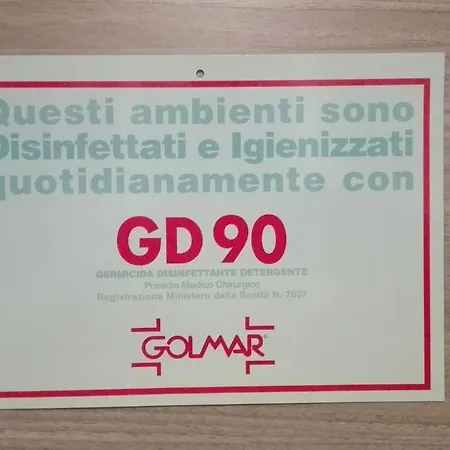 Questi ambienti sono
Disinfettati e Igienizzati
quotidianamente con
GD 90
GERMICIDA DISINFETTANTE DETERGENTE
Presidio Medico Chirurgico
Registrazione Ministero della Sanità N. 7637
GOLMAR®